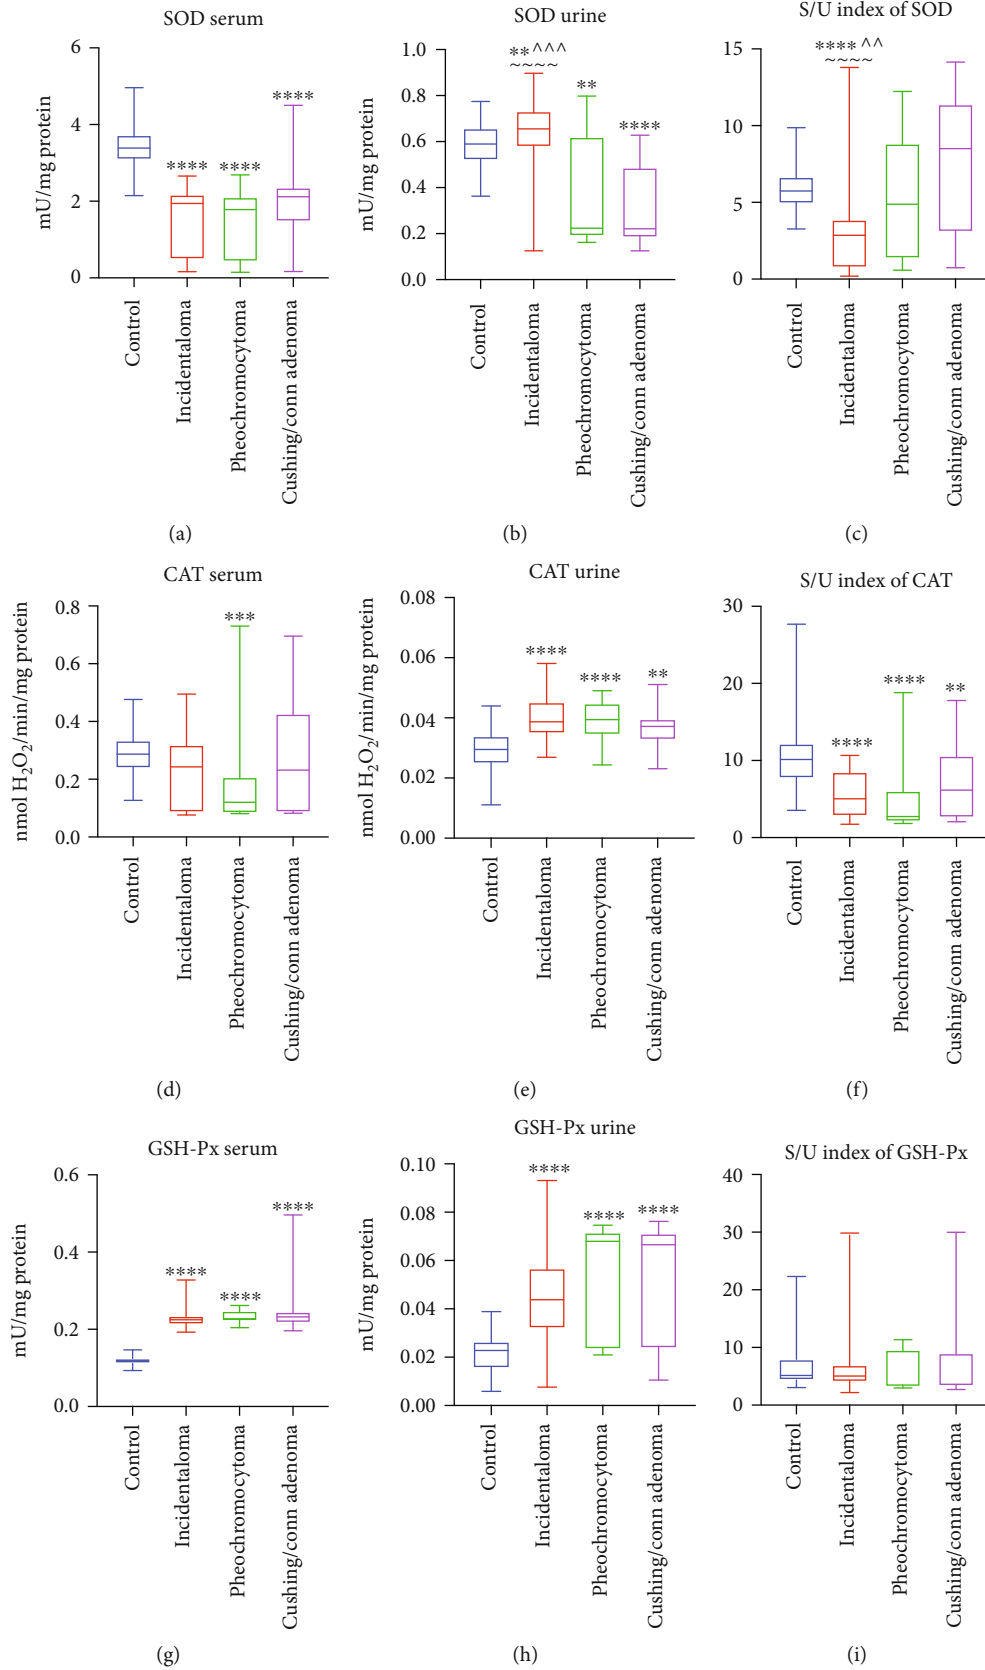 SOD serum
mU/mg protein
6
4
2
0
****
****
****
Control
Incidentaloma
Pheochromocytoma
Cushing/conn adenoma
(a)
SOD urine
mU/mg protein
1.0
0.8
0.6
0.4
0.2
0.0
**^^^
~~~~
**
****
Control
Incidentaloma
Pheochromocytoma
Cushing/conn adenoma
(b)
S/U index of SOD
15
10
5
0
****^^
~~~~
Control
Incidentaloma
Pheochromocytoma
Cushing/conn adenoma
(c)
CAT serum
nmol H₂O₂/min/mg protein
0.8
0.6
0.4
0.2
0.0
***
Control
Incidentaloma
Pheochromocytoma
Cushing/conn adenoma
(d)
CAT urine
nmol H₂O₂/min/mg protein
0.08
0.06
0.04
0.02
0.00
****
****
**
Control
Incidentaloma
Pheochromocytoma
Cushing/conn adenoma
(e)
S/U index of CAT
30
20
10
0
****
****
**
Control
Incidentaloma
Pheochromocytoma
Cushing/conn adenoma
(f)
GSH-Px serum
mU/mg protein
0.6
0.4
0.2
0.0
****
****
****
Control
Incidentaloma
Pheochromocytoma
Cushing/conn adenoma
(g)
GSH-Px urine
mU/mg protein
0.10
0.08
0.06
0.04
0.02
0.00
****
****
****
Control
Incidentaloma
Pheochromocytoma
Cushing/conn adenoma
(h)
S/U index of GSH-Px
40
30
20
10
0
Control
Incidentaloma
Pheochromocytoma
Cushing/conn adenoma
(i)